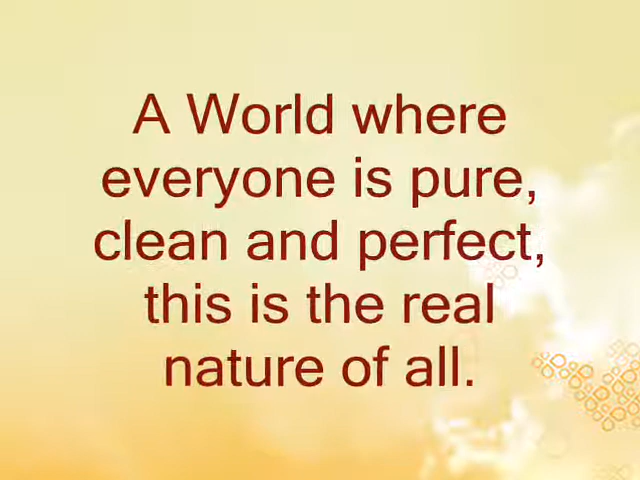 A World where
everyone is pure,
clean and perfect,
this is the real
nature of all.